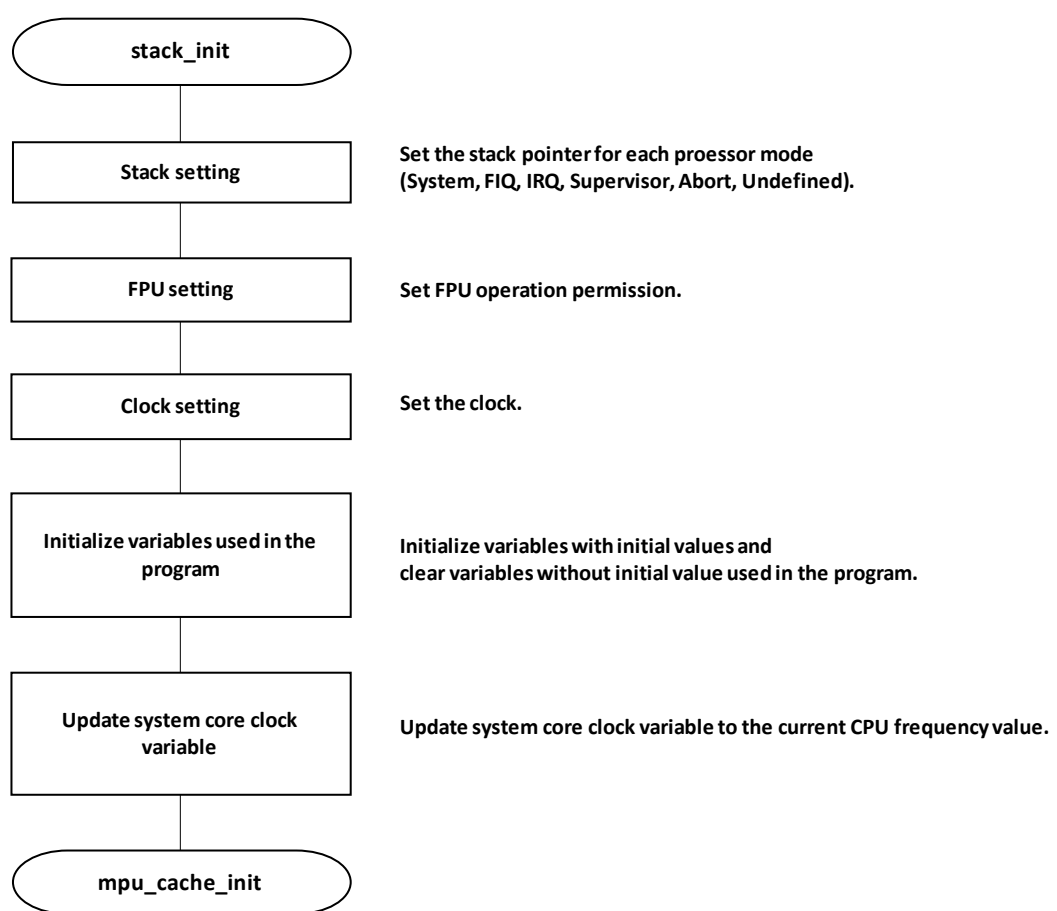 stack_init
Stack setting
Set the stack pointer for each proessor mode
(System, FIQ, IRQ, Supervisor, Abort, Undefined).
FPU setting
Set FPU operation permission.
Clock setting
Set the clock.
Initialize variables used in the
program
Initialize variables with initial values and
clear variables without initial value used in the program.
Update system core clock
variable
Update system core clock variable to the current CPU frequency value.
mpu_cache_init